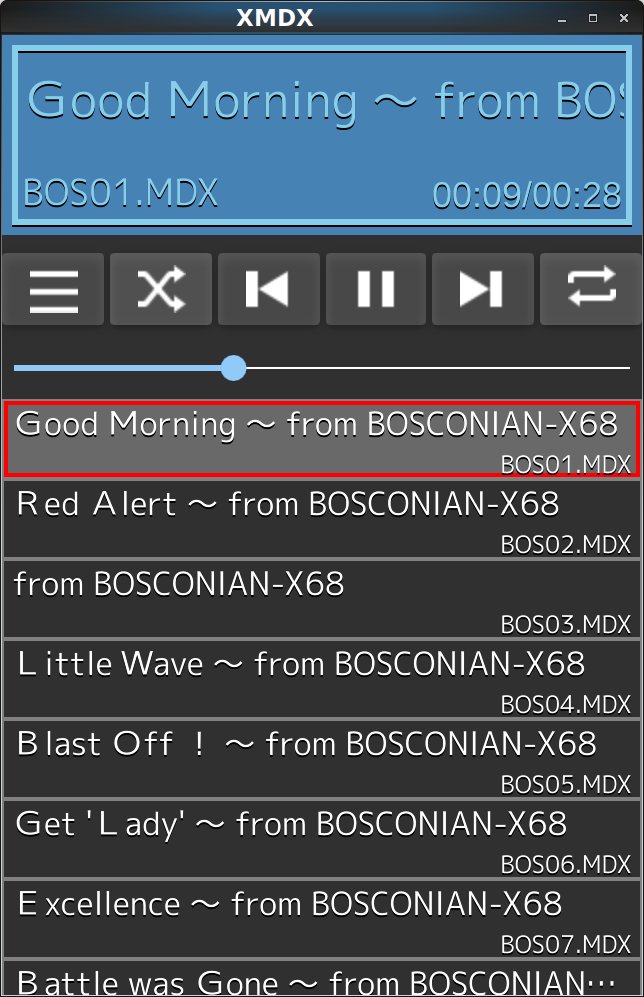 XMDX
Ｇood Ｍorning ～ from BOS
BOS01.MDX
00:09/00:28
Ｇood Ｍorning ～ from BOSCONIAN-X68
BOS01.MDX
Ｒed Ａlert ～ from BOSCONIAN-X68
BOS02.MDX
from BOSCONIAN-X68
BOS03.MDX
Ｌittle Ｗave ～ from BOSCONIAN-X68
BOS04.MDX
Ｂlast Ｏff ！ ～ from BOSCONIAN-X68
BOS05.MDX
Ｇet 'Ｌady' ～ from BOSCONIAN-X68
BOS06.MDX
Ｅxcellence ～ from BOSCONIAN-X68
BOS07.MDX
Ｂattle was Ｇone ～ from BOSCONIAN…